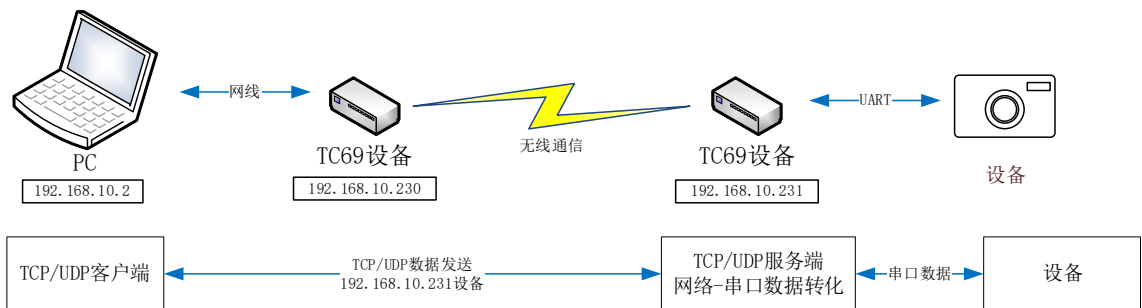 网线
无线通信
UART
PC
TC69设备
TC69设备
设备
192.168.10.2
192.168.10.230
192.168.10.231
TCP/UDP客户端
TCP/UDP数据发送
192.168.10.231设备
TCP/UDP服务端
网络-串口数据转化
串口数据
设备